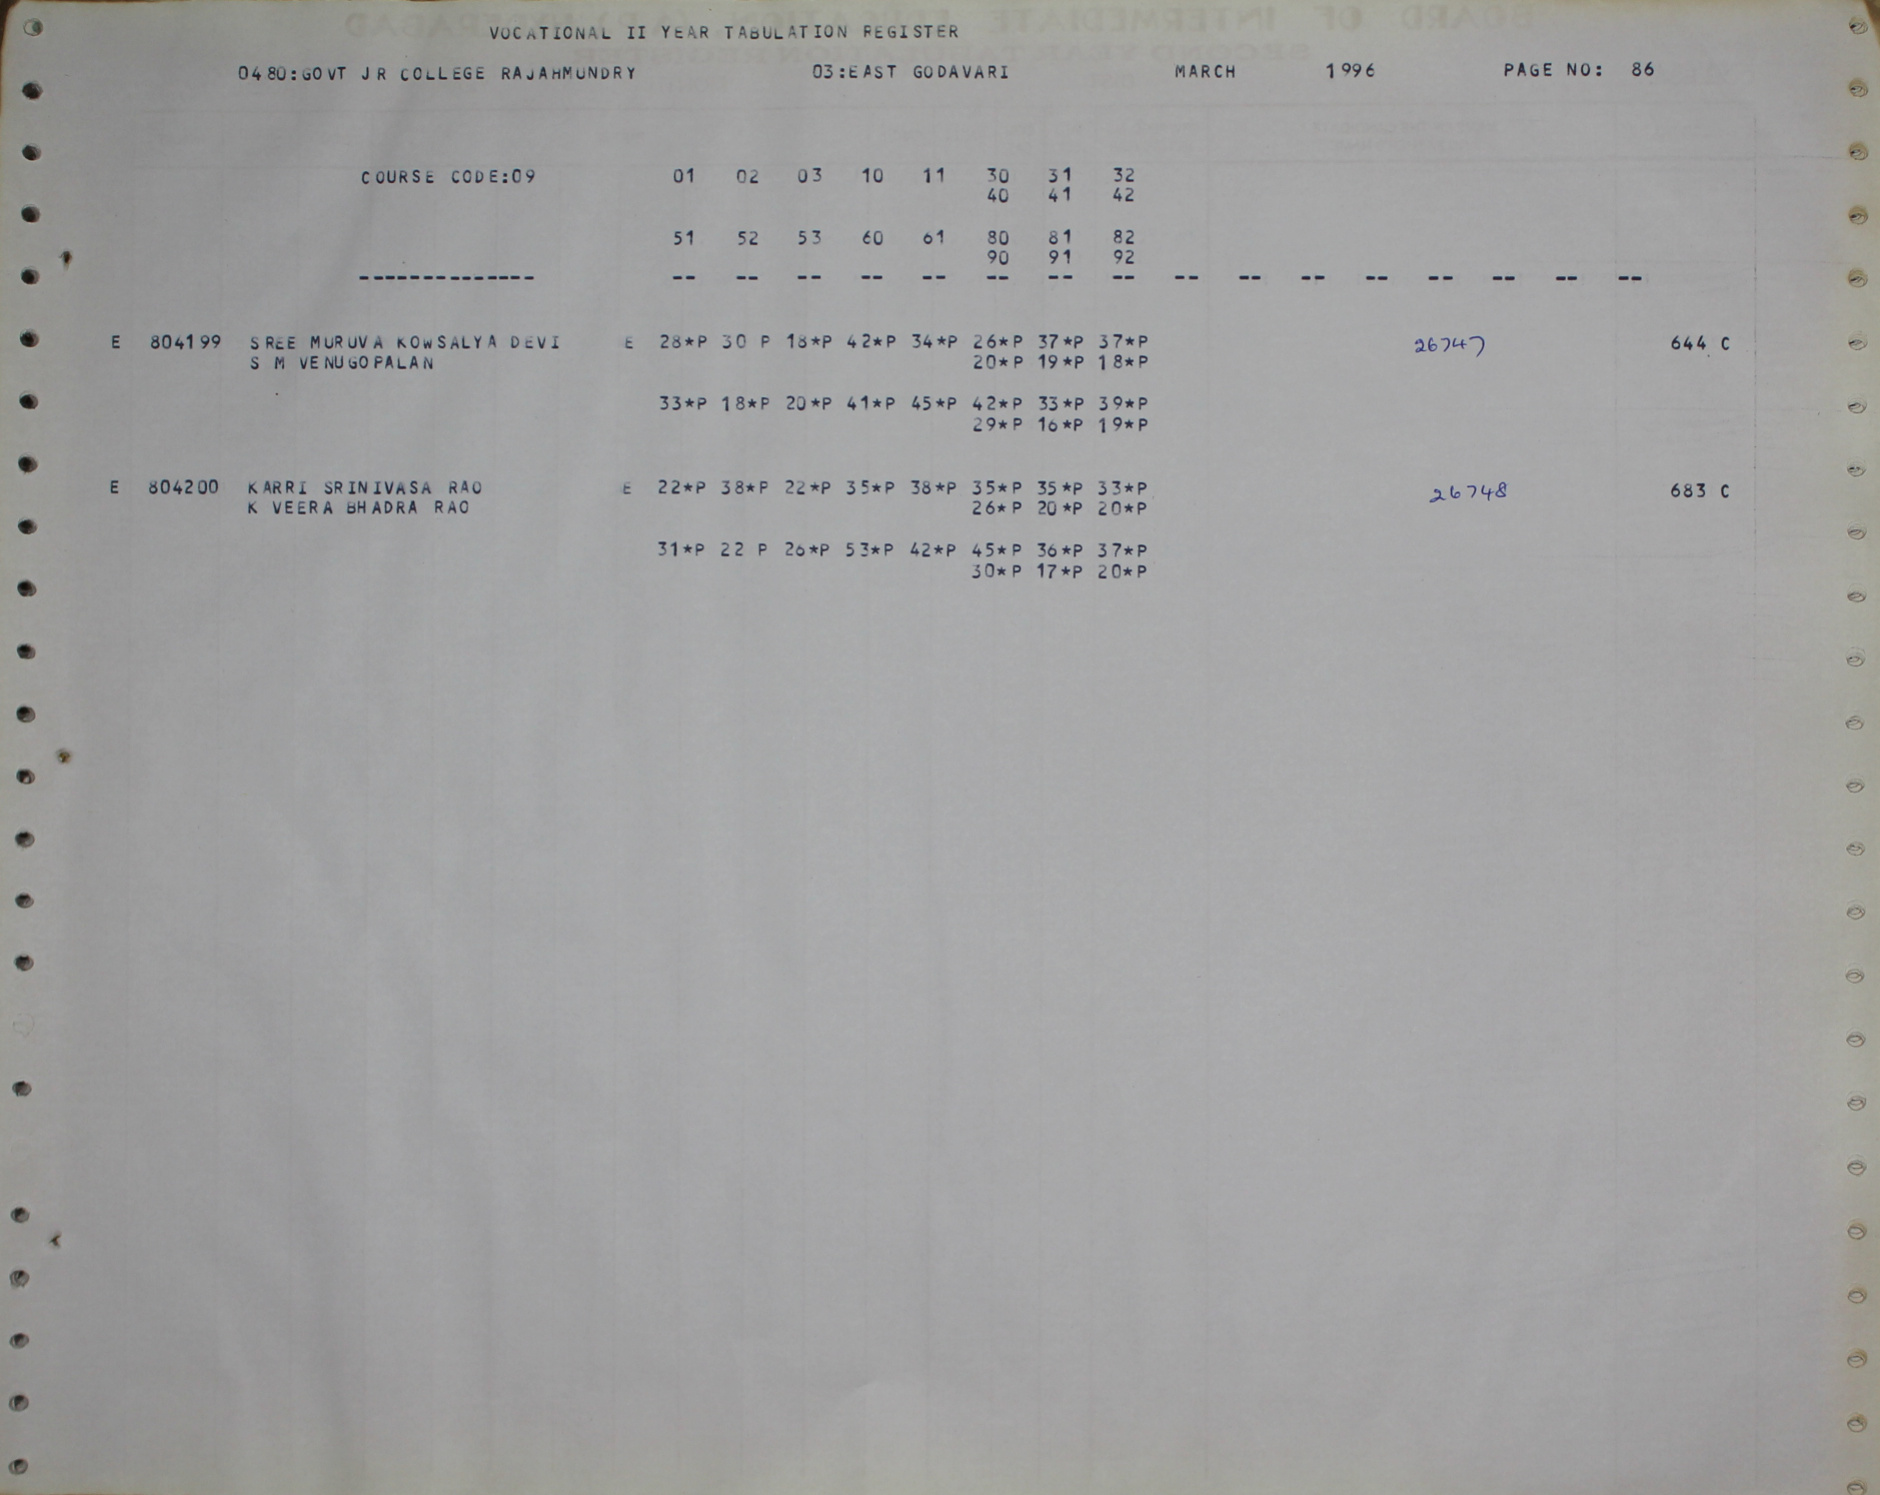 VOCATIONAL II YEAR TABULATION REGISTER
0480:GOVT JR COLLEGE RAJAHMUNDRY 03:EAST GODAVARI MARCH 1996 PAGE NO: 86
COURSE CODE:09 01 02 03 10 11 30 31 32
40 41 42
51 52 53 60 61 80 81 82
90 91 92
-------------- -- -- -- -- -- -- -- -- -- -- -- -- -- -- -- --
E 804199 SREE MURUVA KOWSALYA DEVI E 28*P 30 P 18*P 42*P 34*P 26*P 37*P 37*P 26747 644 C
S M VENUGOPALAN 20*P 19*P 18*P
33*P 18*P 20*P 41*P 45*P 42*P 33*P 39*P
29*P 16*P 19*P
E 804200 KARRI SRINIVASA RAO E 22*P 38*P 22*P 35*P 38*P 35*P 35*P 33*P 26748 683 C
K VEERA BHADRA RAO 26*P 20*P 20*P
31*P 22 P 26*P 53*P 42*P 45*P 36*P 37*P
30*P 17*P 20*P